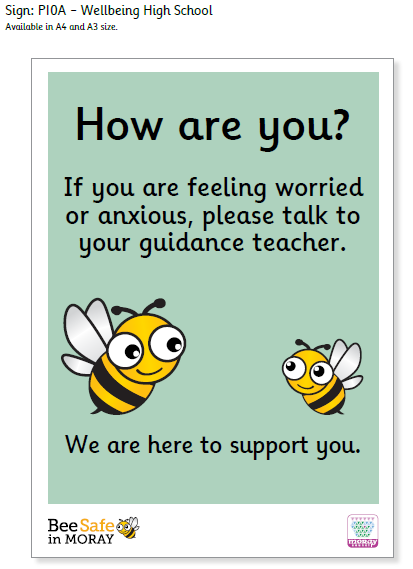 Sign: P10A – Wellbeing High School
Available in A4 and A3 size.
How are you?
If you are feeling worried
or anxious, please talk to
your guidance teacher.
We are here to support you.
Bee Safe
in MORAY
moray